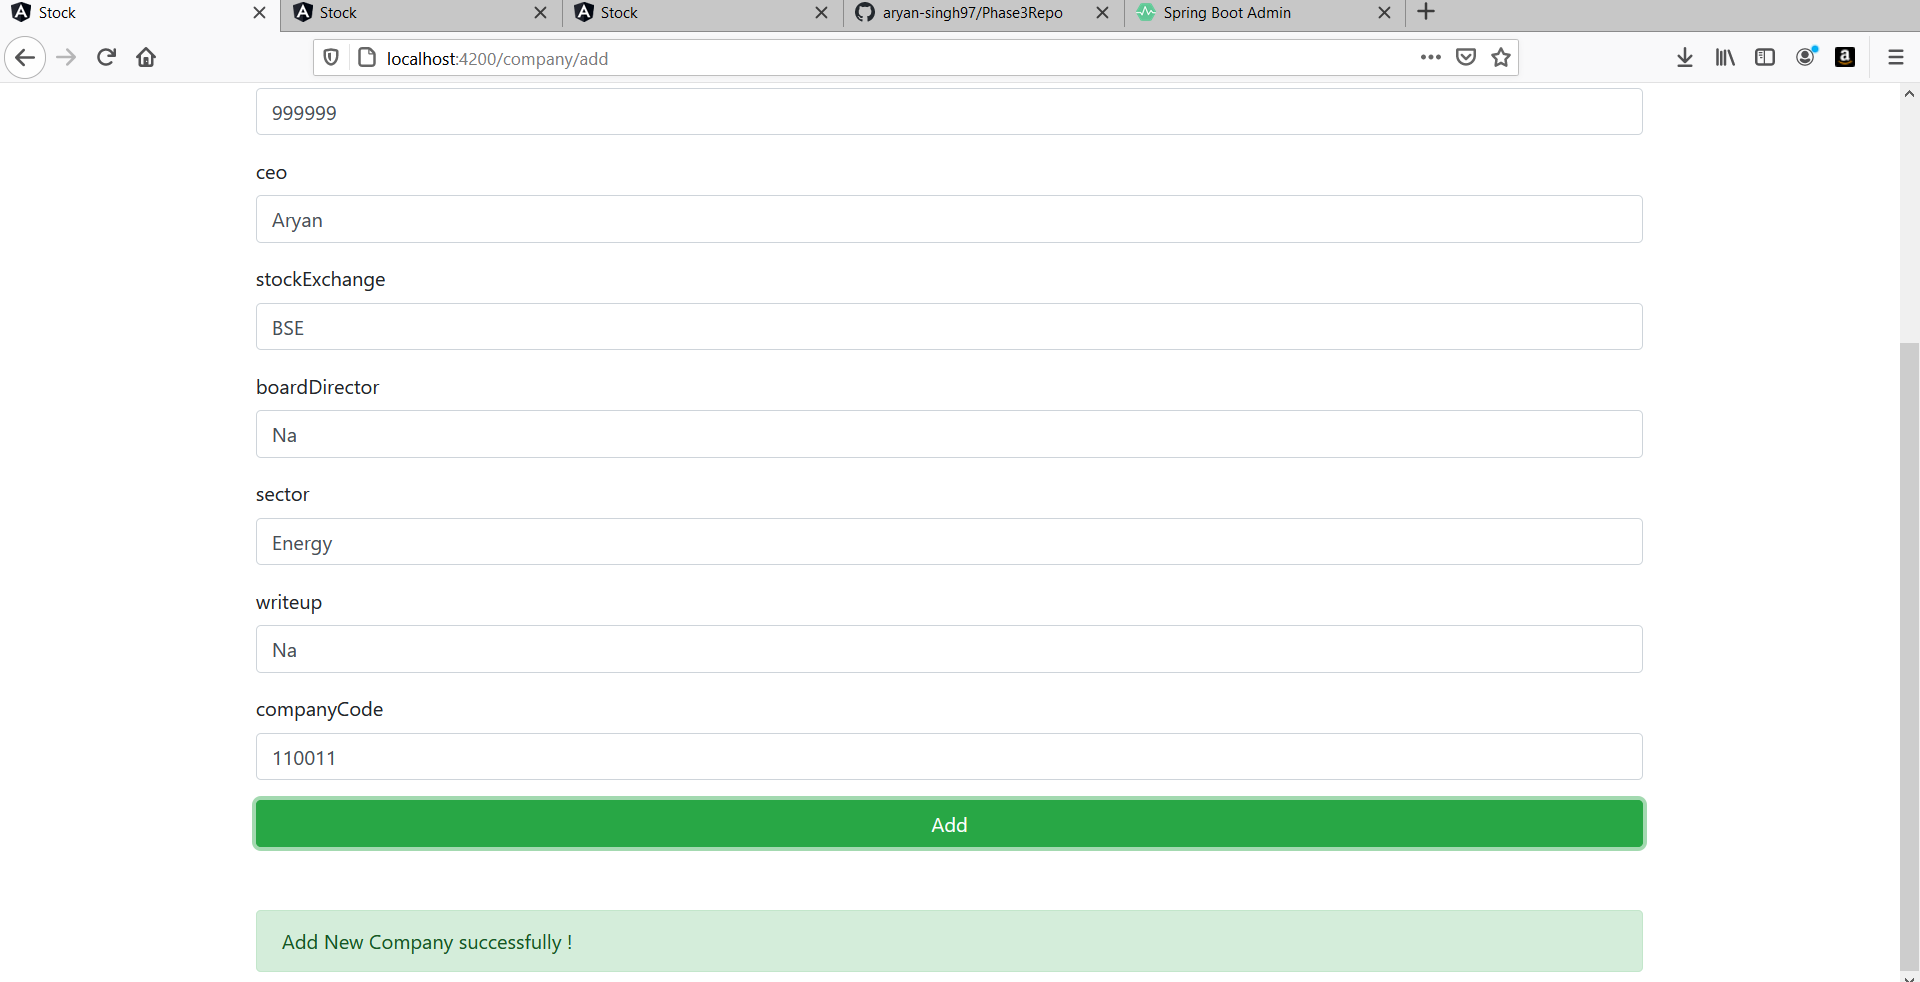 Stock
Stock
Stock
aryan-singh97/Phase3Repo
Spring Boot Admin
localhost:4200/company/add
999999
ceo
Aryan
stockExchange
BSE
boardDirector
Na
sector
Energy
writeup
Na
companyCode
110011
Add
Add New Company successfully !